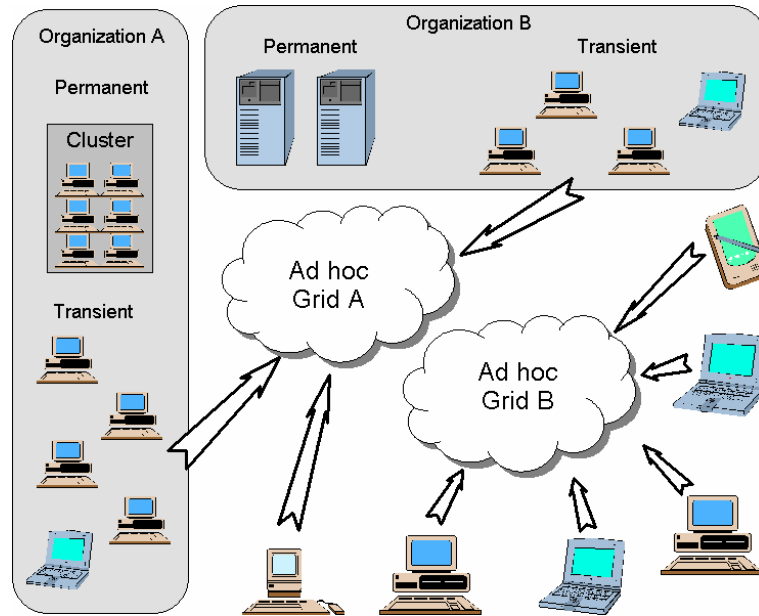 Organization A
Permanent
Cluster
Transient
Organization B
Permanent
Transient
Ad hoc
Grid A
Ad hoc
Grid B